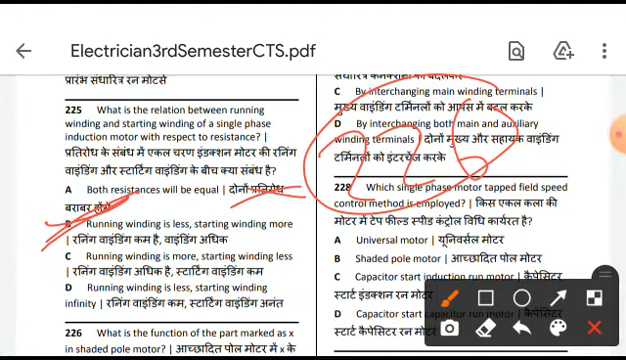 Electrician3rdSemesterCTS.pdf
प्रारंभ संधारित्र रन मोटर्स
225 What is the relation between running
winding and starting winding of a single phase
induction motor with respect to resistance? |
प्रतिरोध के संबंध में एकल चरण इंडक्शन मोटर की रनिंग
वाइंडिंग और स्टार्टिंग वाइंडिंग के बीच क्या संबंध है?
A Both resistances will be equal | दोनों प्रतिरोध
बराबर होंगे
B Running winding is less, starting winding more
| रनिंग वाइंडिंग कम है, वाइंडिंग अधिक
C Running winding is more, starting winding less
| रनिंग वाइंडिंग अधिक है, स्टार्टिंग वाइंडिंग कम
D Running winding is less, starting winding
infinity | रनिंग वाइंडिंग कम, स्टार्टिंग वाइंडिंग अनंत
226 What is the function of the part marked as x
in shaded pole motor? | आच्छादित पोल मोटर में x के
C By interchanging main winding terminals |
मुख्य वाइंडिंग टर्मिनलों को आपस में बदल करके
D By interchanging both main and auxiliary
winding terminals | दोनों मुख्य और सहायक वाइंडिंग
टर्मिनलों को इंटरचेंज करके
226
228 Which single phase motor tapped field speed
control method is employed? | किस एकल कला की
मोटर में टेप फील्ड स्पीड कंट्रोल विधि कार्यरत है?
A Universal motor | यूनिवर्सल मोटर
B Shaded pole motor | आच्छादित पोल मोटर
C Capacitor start induction run motor | कैपेसिटर
स्टार्ट इंडक्शन रन मोटर
D Capacitor start capacitor run motor | कैपेसिटर
स्टार्ट कैपेसिटर रन मोटर